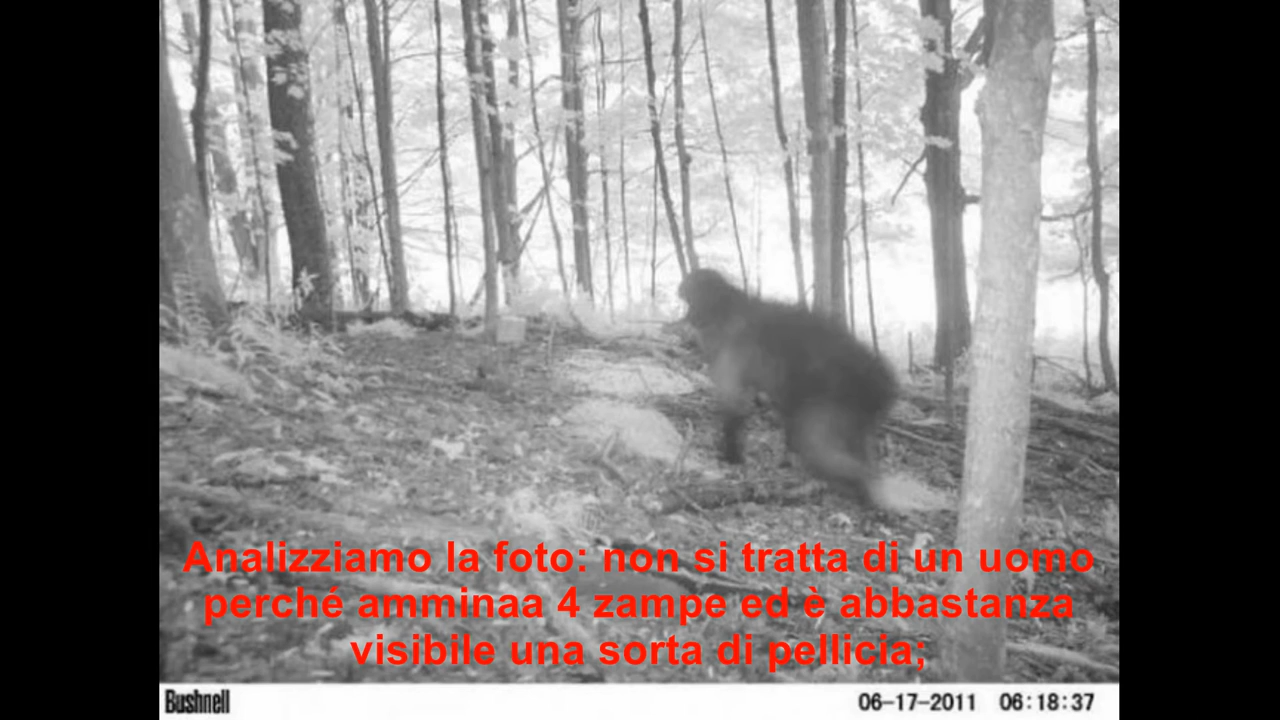 Analizziamo la foto: non si tratta di un uomo
perché amminaa 4 zampe ed è abbastanza
visibile una sorta di pellicia;
Bushnell 06-17-2011 06:18:37